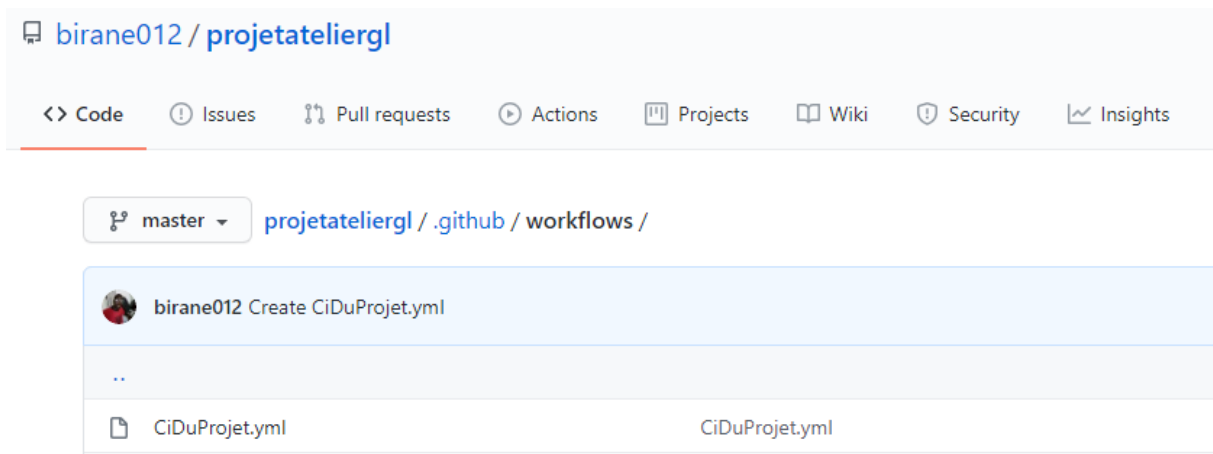 birane012 / projetateliergl
Code Issues Pull requests Actions Projects Wiki Security Insights
master projetateliergl / .github / workflows /
birane012 Create CiDuProjet.yml
..
CiDuProjet.yml CiDuProjet.yml